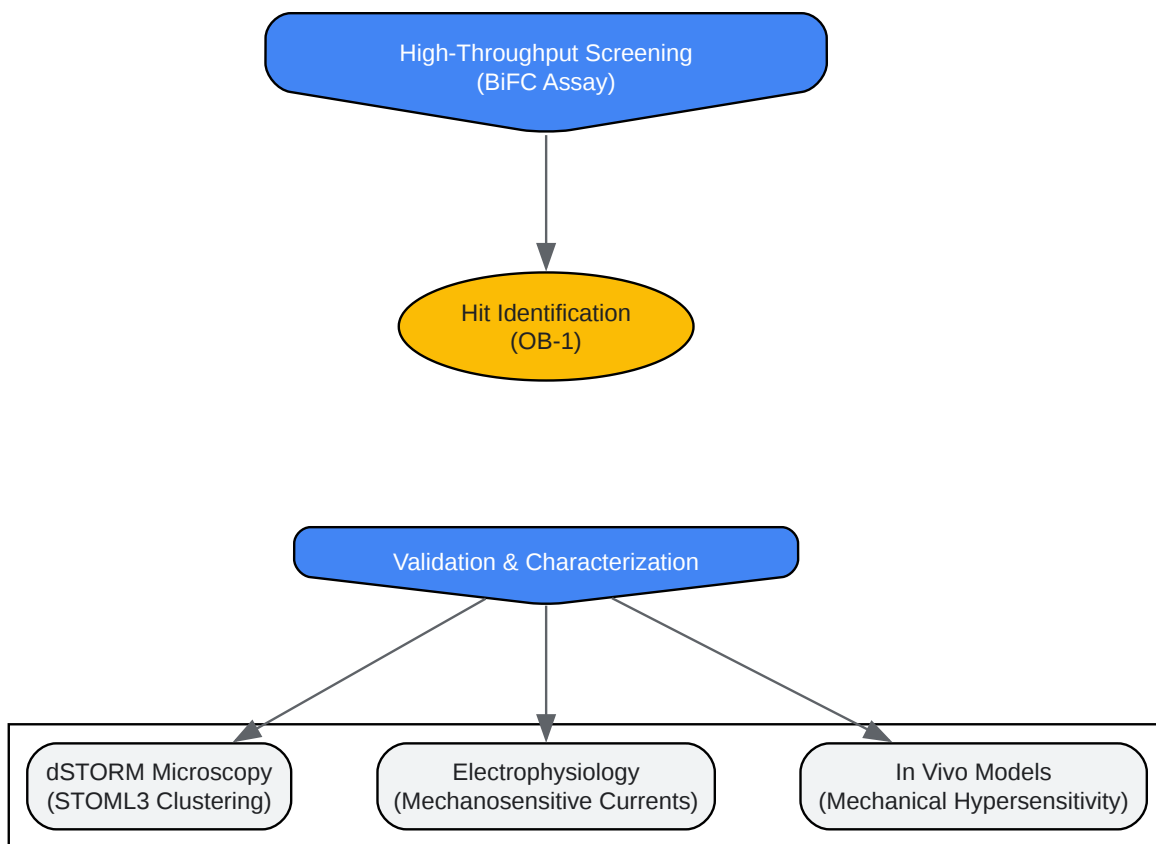 High-Throughput Screening
(BiFC Assay)
Hit Identification
(OB-1)
Validation & Characterization
dSTORM Microscopy
(STOML3 Clustering)
Electrophysiology
(Mechanosensitive Currents)
In Vivo Models
(Mechanical Hypersensitivity)